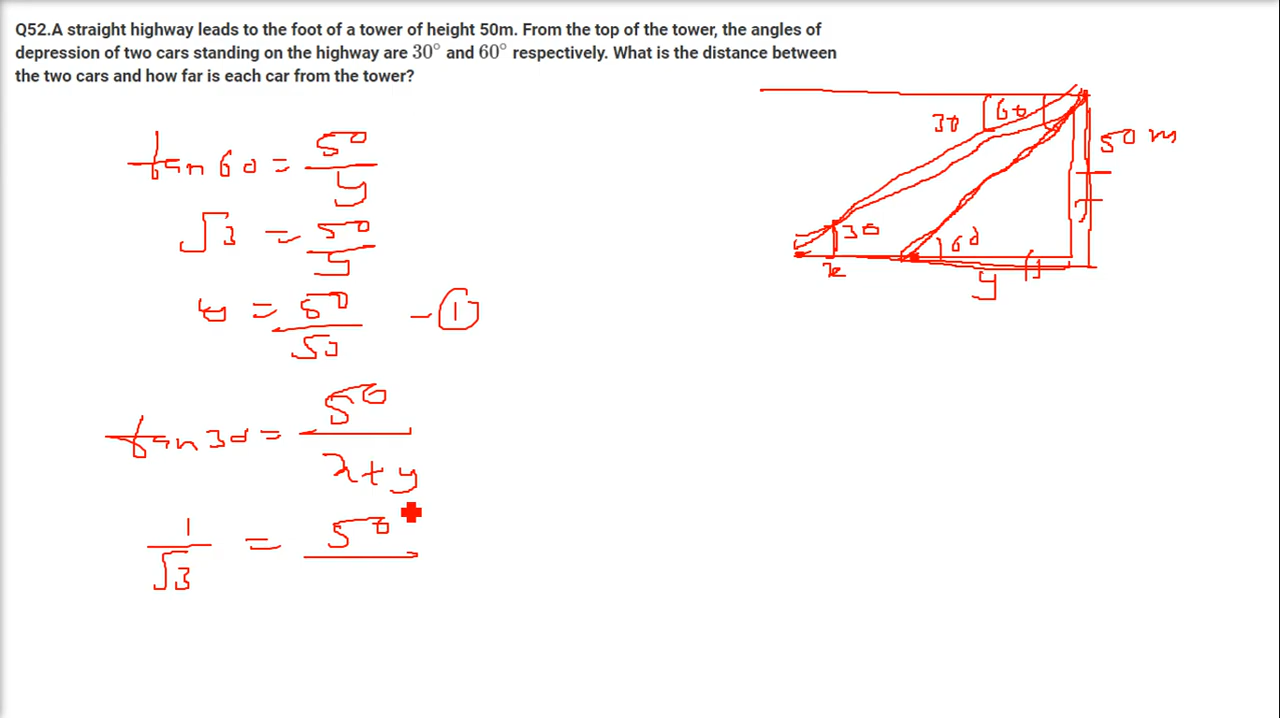 Q52.A straight highway leads to the foot of a tower of height 50m. From the top of the tower, the angles of
depression of two cars standing on the highway are 30° and 60° respectively. What is the distance between
the two cars and how far is each car from the tower?
tan 60 = 50/y
√3 = 50/y
y = 50/√3 - ①
tan 30 = 50/x+y
1/√3 = 50
30
60
50 m
30
60
x
y